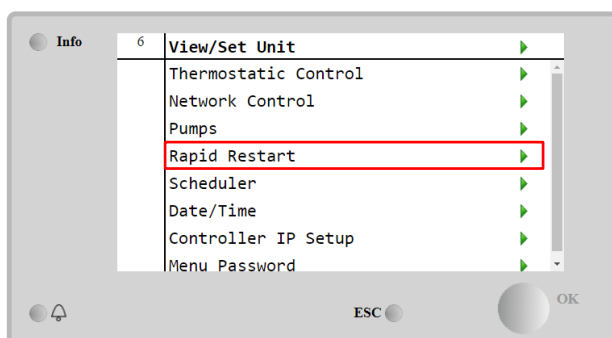 Info
6 View/Set Unit
Thermostatic Control
Network Control
Pumps
Rapid Restart
Scheduler
Date/Time
Controller IP Setup
Menu Password
ESC
OK